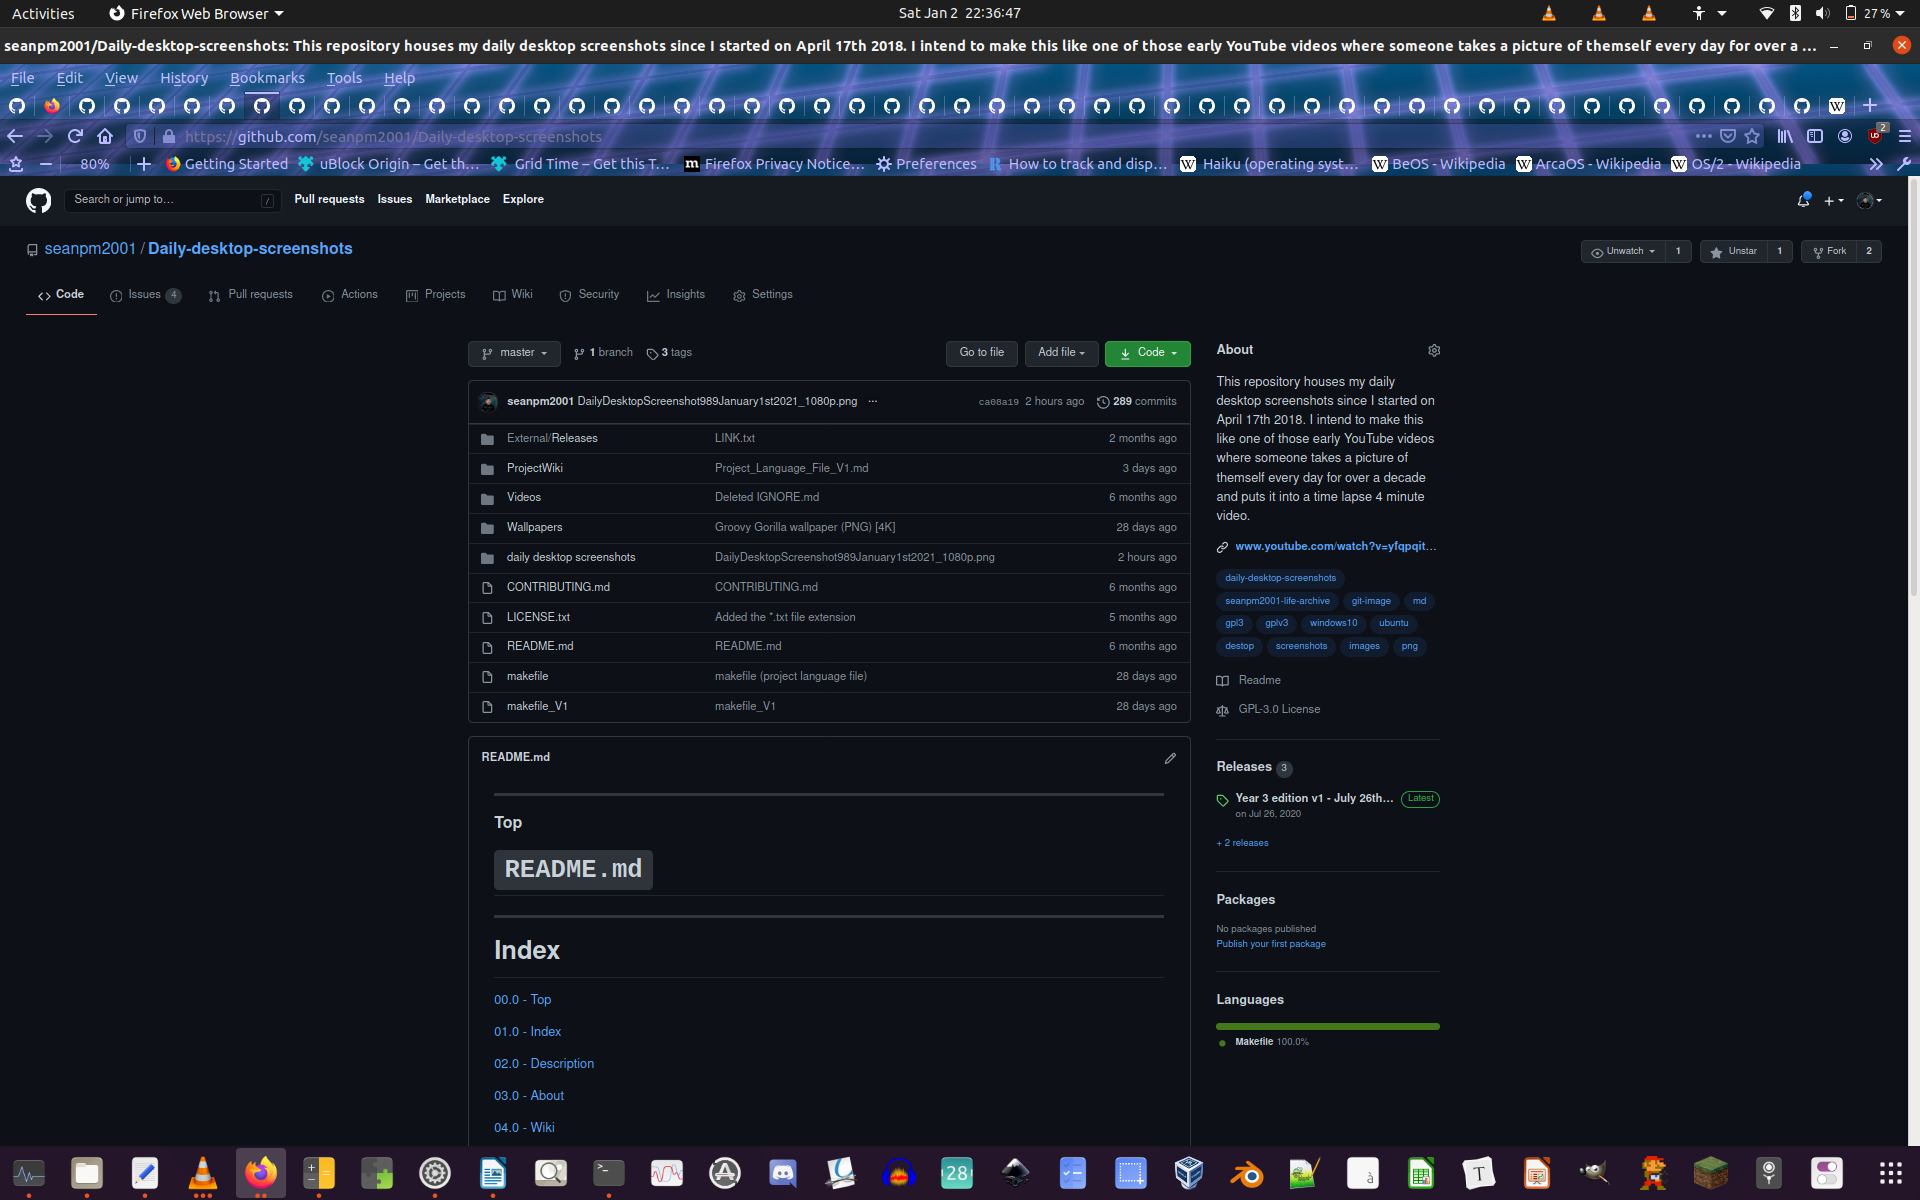 Activities Firefox Web Browser Sat Jan 2 22:36:47 27%
seanpm2001/Daily-desktop-screenshots: This repository houses my daily desktop screenshots since I started on April 17th 2018. I intend to make this like one of those early YouTube videos where someone takes a picture of themself every day for over a ...
File Edit View History Bookmarks Tools Help
https://github.com/seanpm2001/Daily-desktop-screenshots 2
80% Getting Started uBlock Origin – Get th… Grid Time – Get this T… Firefox Privacy Notice… Preferences How to track and disp… Haiku (operating syst… BeOS - Wikipedia ArcaOS - Wikipedia OS/2 - Wikipedia
Search or jump to… / Pull requests Issues Marketplace Explore
seanpm2001 / Daily-desktop-screenshots Unwatch 1 Unstar 1 Fork 2
Code Issues 4 Pull requests Actions Projects Wiki Security Insights Settings
master 1 branch 3 tags Go to file Add file Code
seanpm2001 DailyDesktopScreenshot989January1st2021_1080p.png ... ca08a19 2 hours ago 289 commits
External/Releases LINK.txt 2 months ago
ProjectWiki Project_Language_File_V1.md 3 days ago
Videos Deleted IGNORE.md 6 months ago
Wallpapers Groovy Gorilla wallpaper (PNG) [4K] 28 days ago
daily desktop screenshots DailyDesktopScreenshot989January1st2021_1080p.png 2 hours ago
CONTRIBUTING.md CONTRIBUTING.md 6 months ago
LICENSE.txt Added the *.txt file extension 5 months ago
README.md README.md 6 months ago
makefile makefile (project language file) 28 days ago
makefile_V1 makefile_V1 28 days ago
README.md
Top
README.md
Index
00.0 - Top
01.0 - Index
02.0 - Description
03.0 - About
04.0 - Wiki
About
This repository houses my daily
desktop screenshots since I started on
April 17th 2018. I intend to make this
like one of those early YouTube videos
where someone takes a picture of
themself every day for over a decade
and puts it into a time lapse 4 minute
video.
www.youtube.com/watch?v=yfqpqit…
daily-desktop-screenshots
seanpm2001-life-archive git-image md
gpl3 gplv3 windows10 ubuntu
destop screenshots images png
Readme
GPL-3.0 License
Releases 3
Year 3 edition v1 - July 26th… Latest
on Jul 26, 2020
+ 2 releases
Packages
No packages published
Publish your first package
Languages
Makefile 100.0%
28